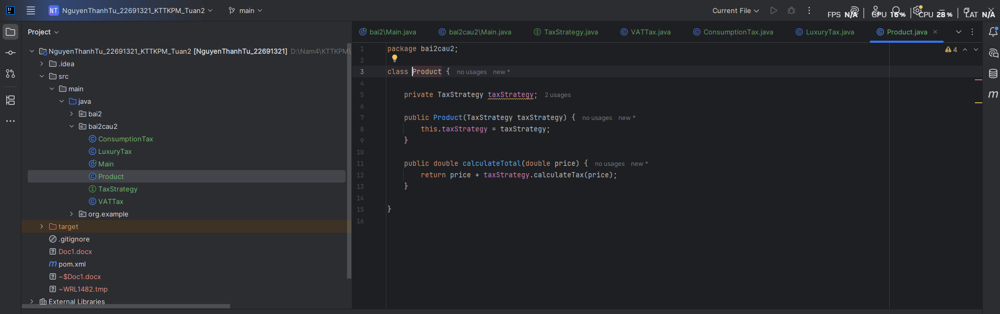 NT NguyenThanhTu_22691321_KTTKPM_Tuan2 main Current File
FPS N/A GPU 16% CPU 28% LAT N/A
Project
NguyenThanhTu_22691321_KTTKPM_Tuan2 [NguyenThanhTu_22691321] D:\Nam4\KTTKPM\
.idea
src
main
java
bai2
bai2cau2
ConsumptionTax
LuxuryTax
Main
Product
TaxStrategy
VATTax
org.example
target
.gitignore
Doc1.docx
pom.xml
~$Doc1.docx
~WRL1482.tmp
External Libraries
bai2\Main.java bai2cau2\Main.java TaxStrategy.java VATTax.java ConsumptionTax.java LuxuryTax.java Product.java
4
1 package bai2cau2;
2
3 class Product { no usages new *
4
5 private TaxStrategy taxStrategy; 2 usages
6
7 public Product(TaxStrategy taxStrategy) { no usages new *
8 this.taxStrategy = taxStrategy;
9 }
10
11 public double calculateTotal(double price) { no usages new *
12 return price + taxStrategy.calculateTax(price);
13 }
14
15 }
16